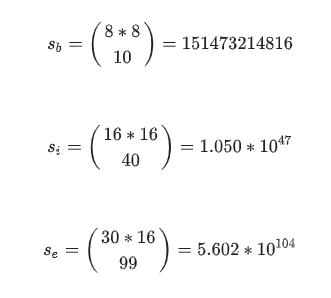 s_b = \binom{8 * 8}{10} = 151473214816
s_i = \binom{16 * 16}{40} = 1.050 * 10^{47}
s_e = \binom{30 * 16}{99} = 5.602 * 10^{104}